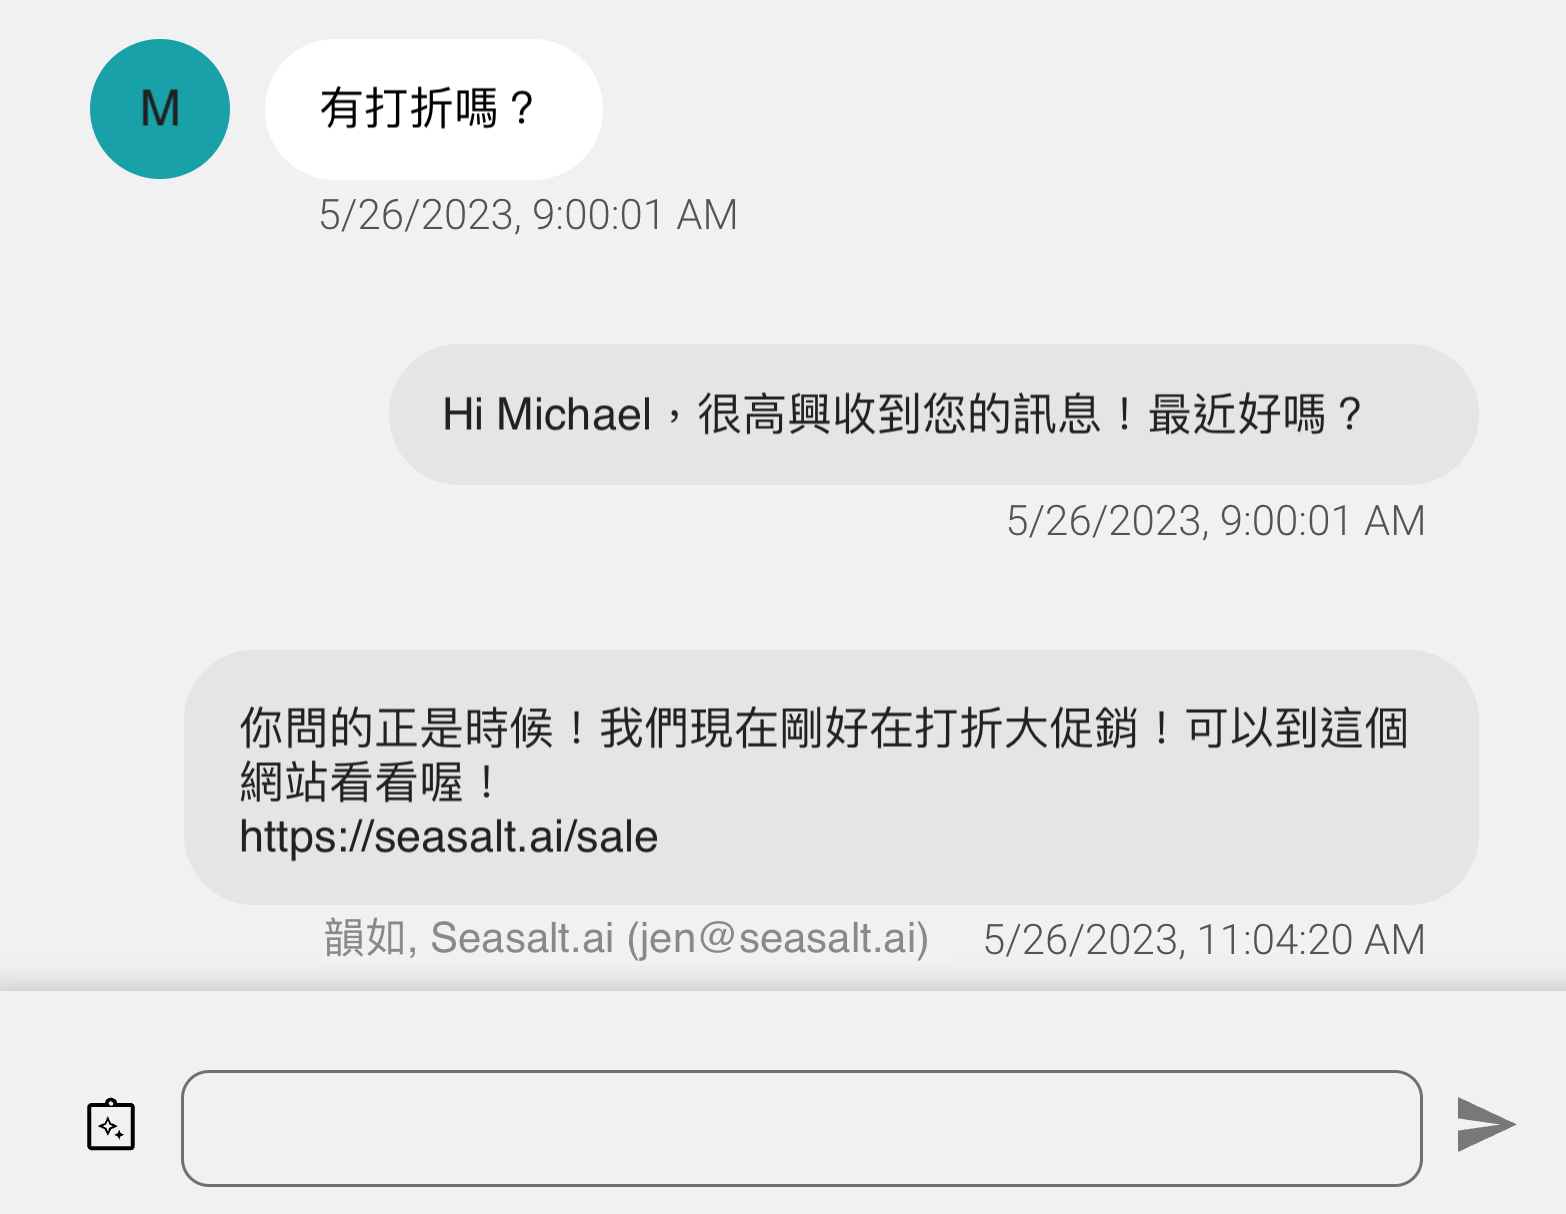 M
有打折嗎？
5/26/2023, 9:00:01 AM
Hi Michael，很高興收到您的訊息！最近好嗎？
5/26/2023, 9:00:01 AM
你問的正是時候！我們現在剛好在打折大促銷！可以到這個
網站看看喔！
https://seasalt.ai/sale
韻如, Seasalt.ai (jen@seasalt.ai) 5/26/2023, 11:04:20 AM